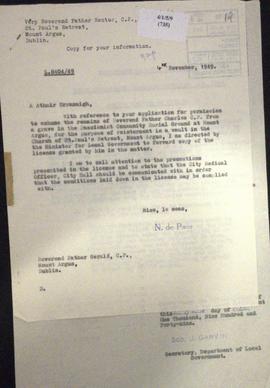 Very Reverend Father Rector, C.P.,
St. Paul's Retreat,
Mount Argus,
Dublin.
Copy for your information.
4th November, 1949.
A Athair
With reference to your application for permission
to exhume the remains of Reverend Father Charles C.P. from
a grave in the Passionist Community Burial Ground at Mount
Argus, for the purpose of reinterment in a vault in the
Church of St. Paul's Retreat, Mount Argus, I am directed by
the Minister for Local Government to forward copy of the
license granted by him in the matter.
I am to call attention to the precautions
prescribed in the license and to state that the City Medical
Officer, City Hall should be communicated with in order
that the conditions laid down in the license may be complied
with.
Mise, le meas,
N. de Paor
Reverend Father C.P.,
Mount Argus,
Dublin.
D.
this day of
One Thousand, Nine Hundred and
Forty-nine.
Secretary, Department of Local
Government.